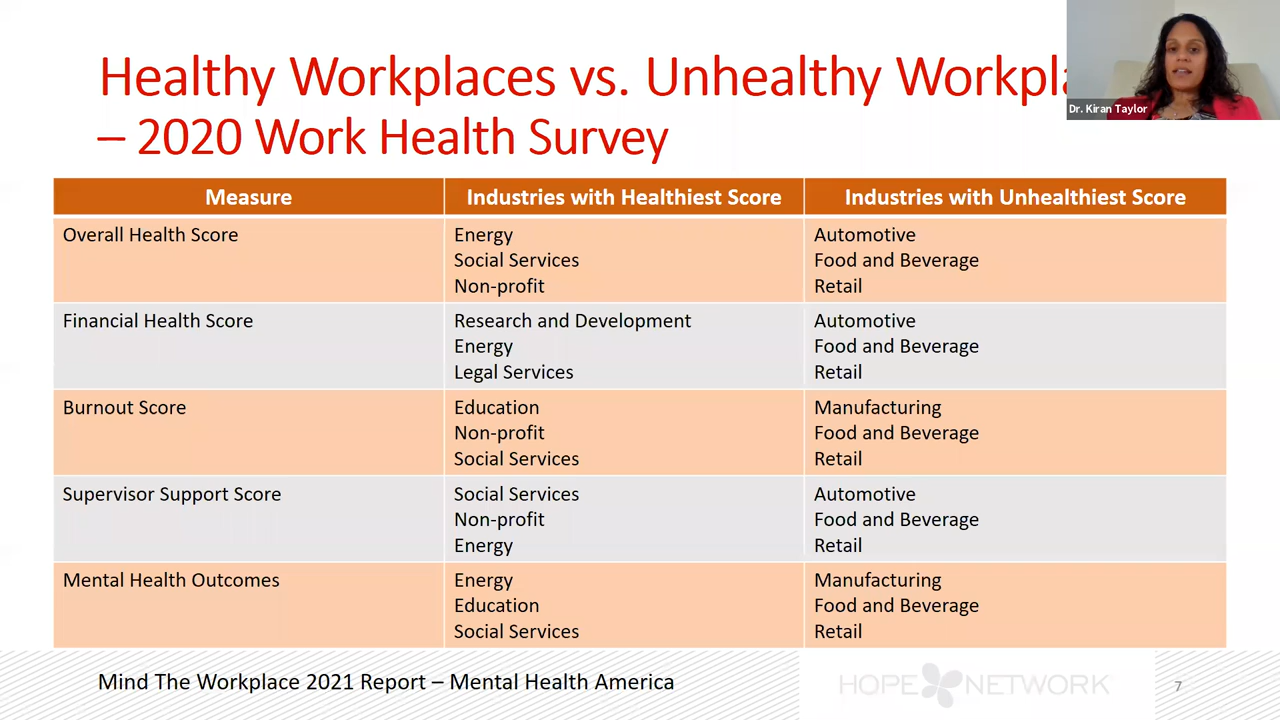 Healthy Workplaces vs. Unhealthy Workpla
– 2020 Work Health Survey
Dr. Kiran Taylor
Measure
Industries with Healthiest Score
Industries with Unhealthiest Score
Overall Health Score
Energy
Social Services
Non-profit
Automotive
Food and Beverage
Retail
Financial Health Score
Research and Development
Energy
Legal Services
Automotive
Food and Beverage
Retail
Burnout Score
Education
Non-profit
Social Services
Manufacturing
Food and Beverage
Retail
Supervisor Support Score
Social Services
Non-profit
Energy
Automotive
Food and Beverage
Retail
Mental Health Outcomes
Energy
Education
Social Services
Manufacturing
Food and Beverage
Retail
Mind The Workplace 2021 Report – Mental Health America
HOPE NETWORK
7